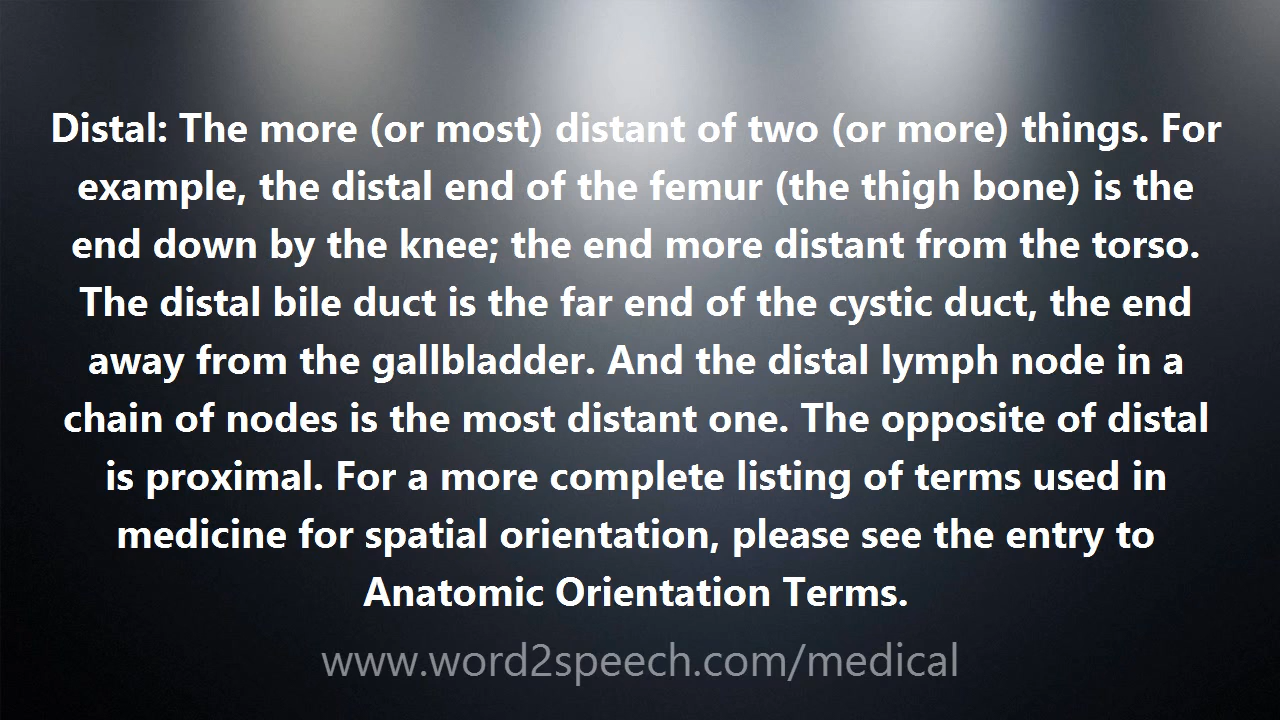 Distal: The more (or most) distant of two (or more) things. For
example, the distal end of the femur (the thigh bone) is the
end down by the knee; the end more distant from the torso.
The distal bile duct is the far end of the cystic duct, the end
away from the gallbladder. And the distal lymph node in a
chain of nodes is the most distant one. The opposite of distal
is proximal. For a more complete listing of terms used in
medicine for spatial orientation, please see the entry to
Anatomic Orientation Terms.
www.word2speech.com/medical